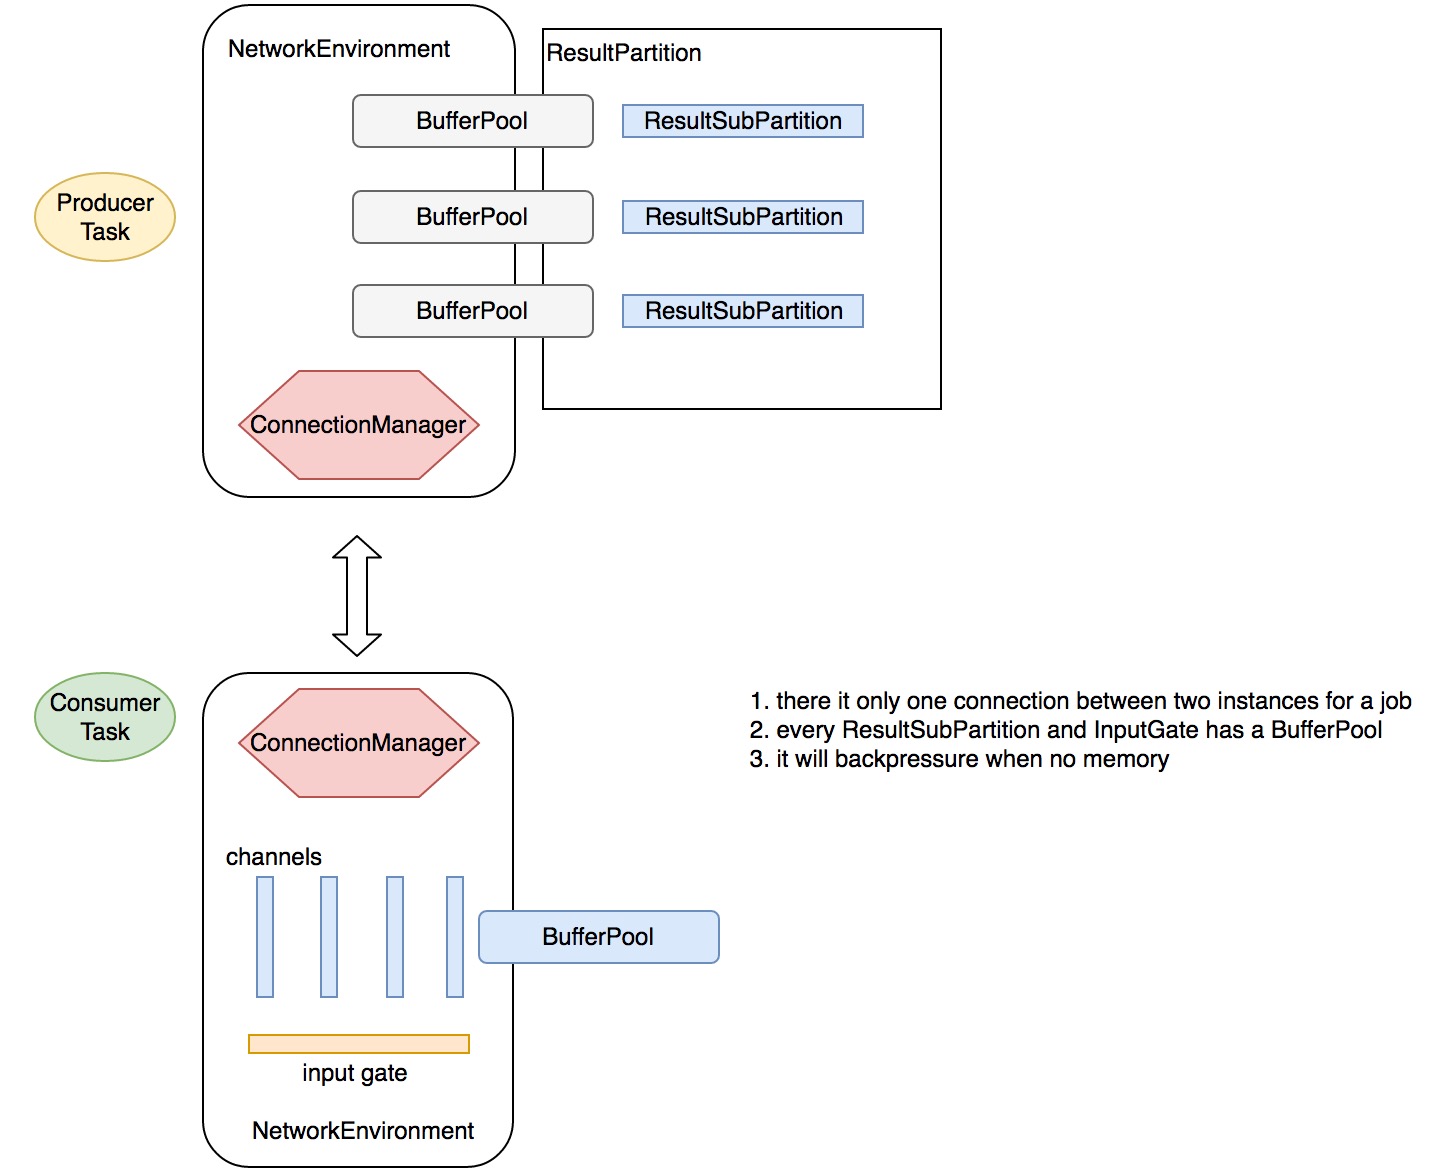 NetworkEnvironment
ResultPartition
BufferPool
ResultSubPartition
Producer
Task
BufferPool
ResultSubPartition
BufferPool
ResultSubPartition
ConnectionManager
Consumer
Task
ConnectionManager
1. there it only one connection between two instances for a job
2. every ResultSubPartition and InputGate has a BufferPool
3. it will backpressure when no memory
channels
BufferPool
input gate
NetworkEnvironment